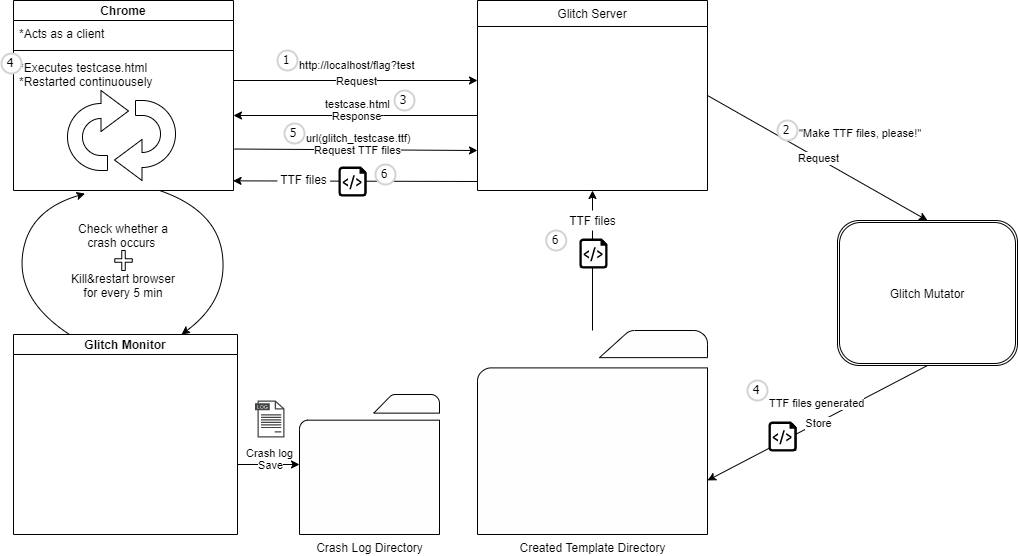 Chrome
*Acts as a client
4
*Executes testcase.html
*Restarted continuousely
Glitch Server
1
http://localhost/flag?test
Request
testcase.html
3
Response
5
url(glitch_testcase.ttf)
Request TTF files
TTF files
</>
6
2
"Make TTF files, please!"
Request
Check whether a
crash occurs
Kill&restart browser
for every 5 min
TTF files
6
</>
Glitch Mutator
Glitch Monitor
Crash log
Save
Crash Log Directory
Created Template Directory
4
TTF files generated
Store
</>